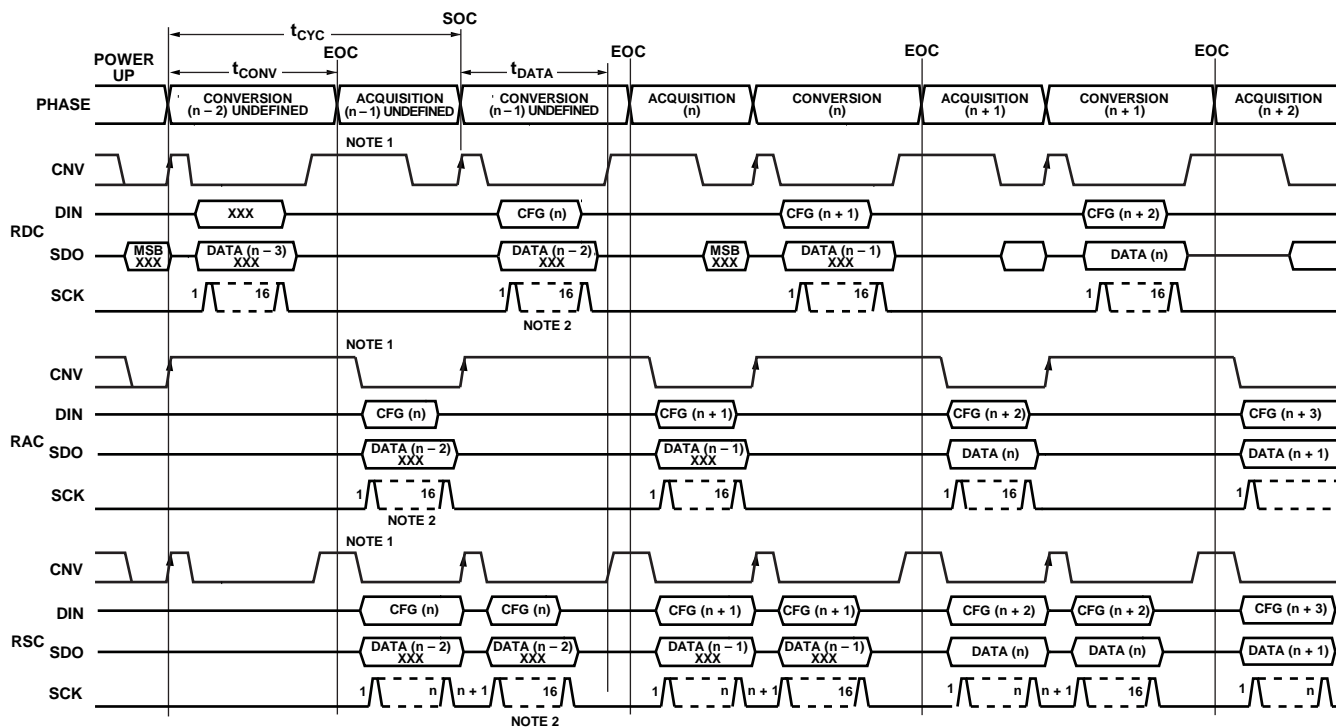 SOC
tCYC
POWER
UP
EOC
EOC
EOC
EOC
tCONV
tDATA
PHASE
CONVERSION
(n – 2) UNDEFINED
ACQUISITION
(n – 1) UNDEFINED
CONVERSION
(n – 1) UNDEFINED
ACQUISITION
(n)
CONVERSION
(n)
ACQUISITION
(n + 1)
CONVERSION
(n + 1)
ACQUISITION
(n + 2)
NOTE 1
CNV
RDC
DIN
XXX
CFG (n)
CFG (n + 1)
CFG (n + 2)
SDO
MSB
XXX
DATA (n – 3)
XXX
DATA (n – 2)
XXX
MSB
XXX
DATA (n – 1)
XXX
DATA (n)
SCK
1 16
1 16
1 16
1 16
NOTE 2
NOTE 1
CNV
RAC
DIN
CFG (n)
CFG (n + 1)
CFG (n + 2)
CFG (n + 3)
SDO
DATA (n – 2)
XXX
DATA (n – 1)
XXX
DATA (n)
DATA (n + 1)
SCK
1 16
1 16
1 16
1
NOTE 2
NOTE 1
CNV
RSC
DIN
CFG (n)
CFG (n)
CFG (n + 1)
CFG (n + 1)
CFG (n + 2)
CFG (n + 2)
CFG (n + 3)
SDO
DATA (n – 2)
XXX
DATA (n – 2)
XXX
DATA (n – 1)
XXX
DATA (n – 1)
XXX
DATA (n)
DATA (n)
DATA (n + 1)
SCK
1 n n + 1 16
1 n n + 1 16
1 n n + 1 16
1 n
NOTE 2